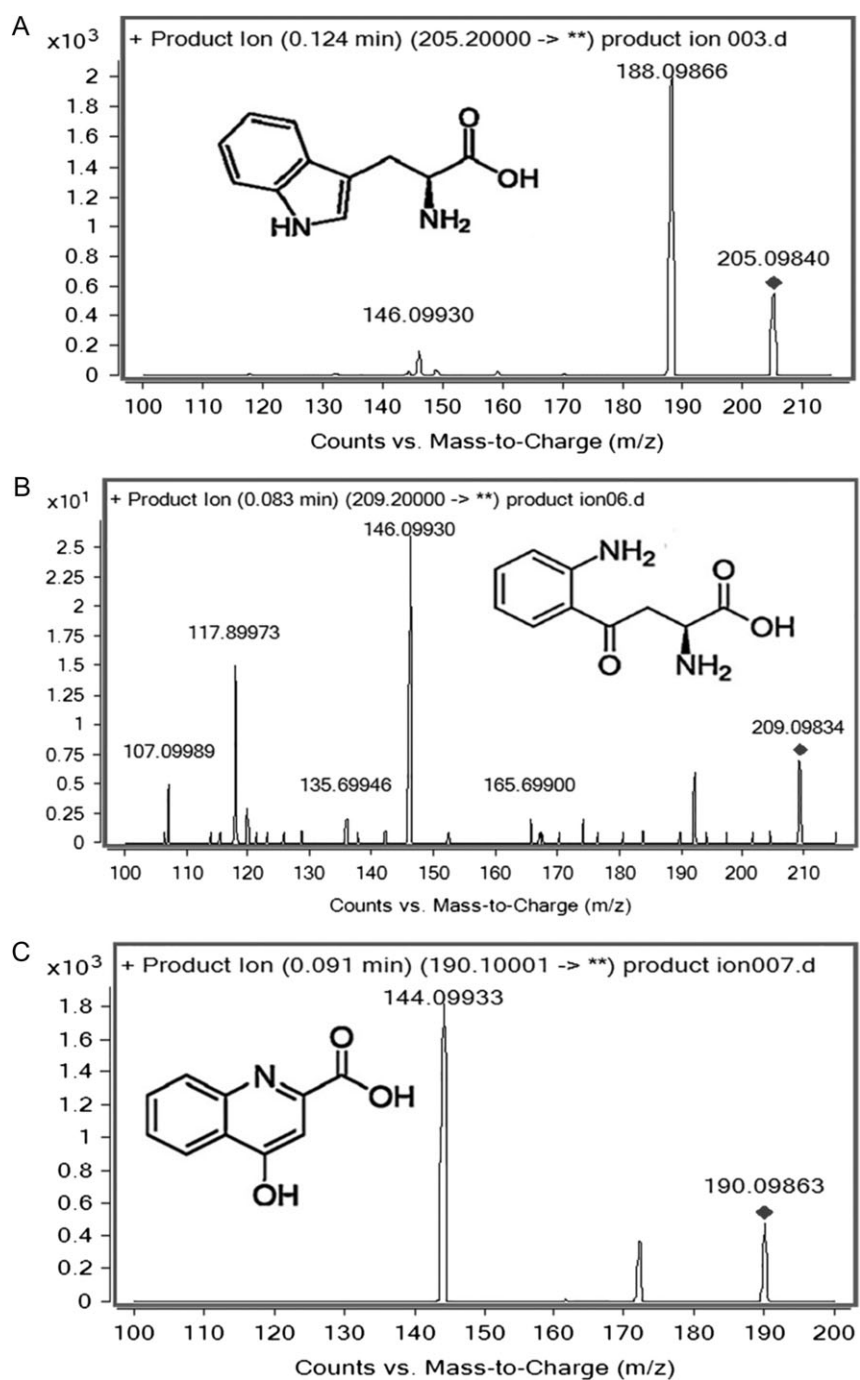 A
x10³
+ Product Ion (0.124 min) (205.20000 -> **) product ion 003.d
188.09866
205.09840
146.09930
O
OH
NH₂
HN
2
1.8
1.6
1.4
1.2
1
0.8
0.6
0.4
0.2
0
100 110 120 130 140 150 160 170 180 190 200 210
Counts vs. Mass-to-Charge (m/z)
B
x10¹
+ Product Ion (0.083 min) (209.20000 -> **) product ion06.d
146.09930
117.89973
107.09989
135.69946
165.69900
209.09834
NH₂
O
OH
O
NH₂
2.5
2.25
2
1.75
1.5
1.25
1
0.75
0.5
0.25
0
100 110 120 130 140 150 160 170 180 190 200 210
Counts vs. Mass-to-Charge (m/z)
C
x10³
+ Product Ion (0.091 min) (190.10001 -> **) product ion007.d
144.09933
190.09863
O
N
OH
OH
1.8
1.6
1.4
1.2
1
0.8
0.6
0.4
0.2
0
100 110 120 130 140 150 160 170 180 190 200
Counts vs. Mass-to-Charge (m/z)